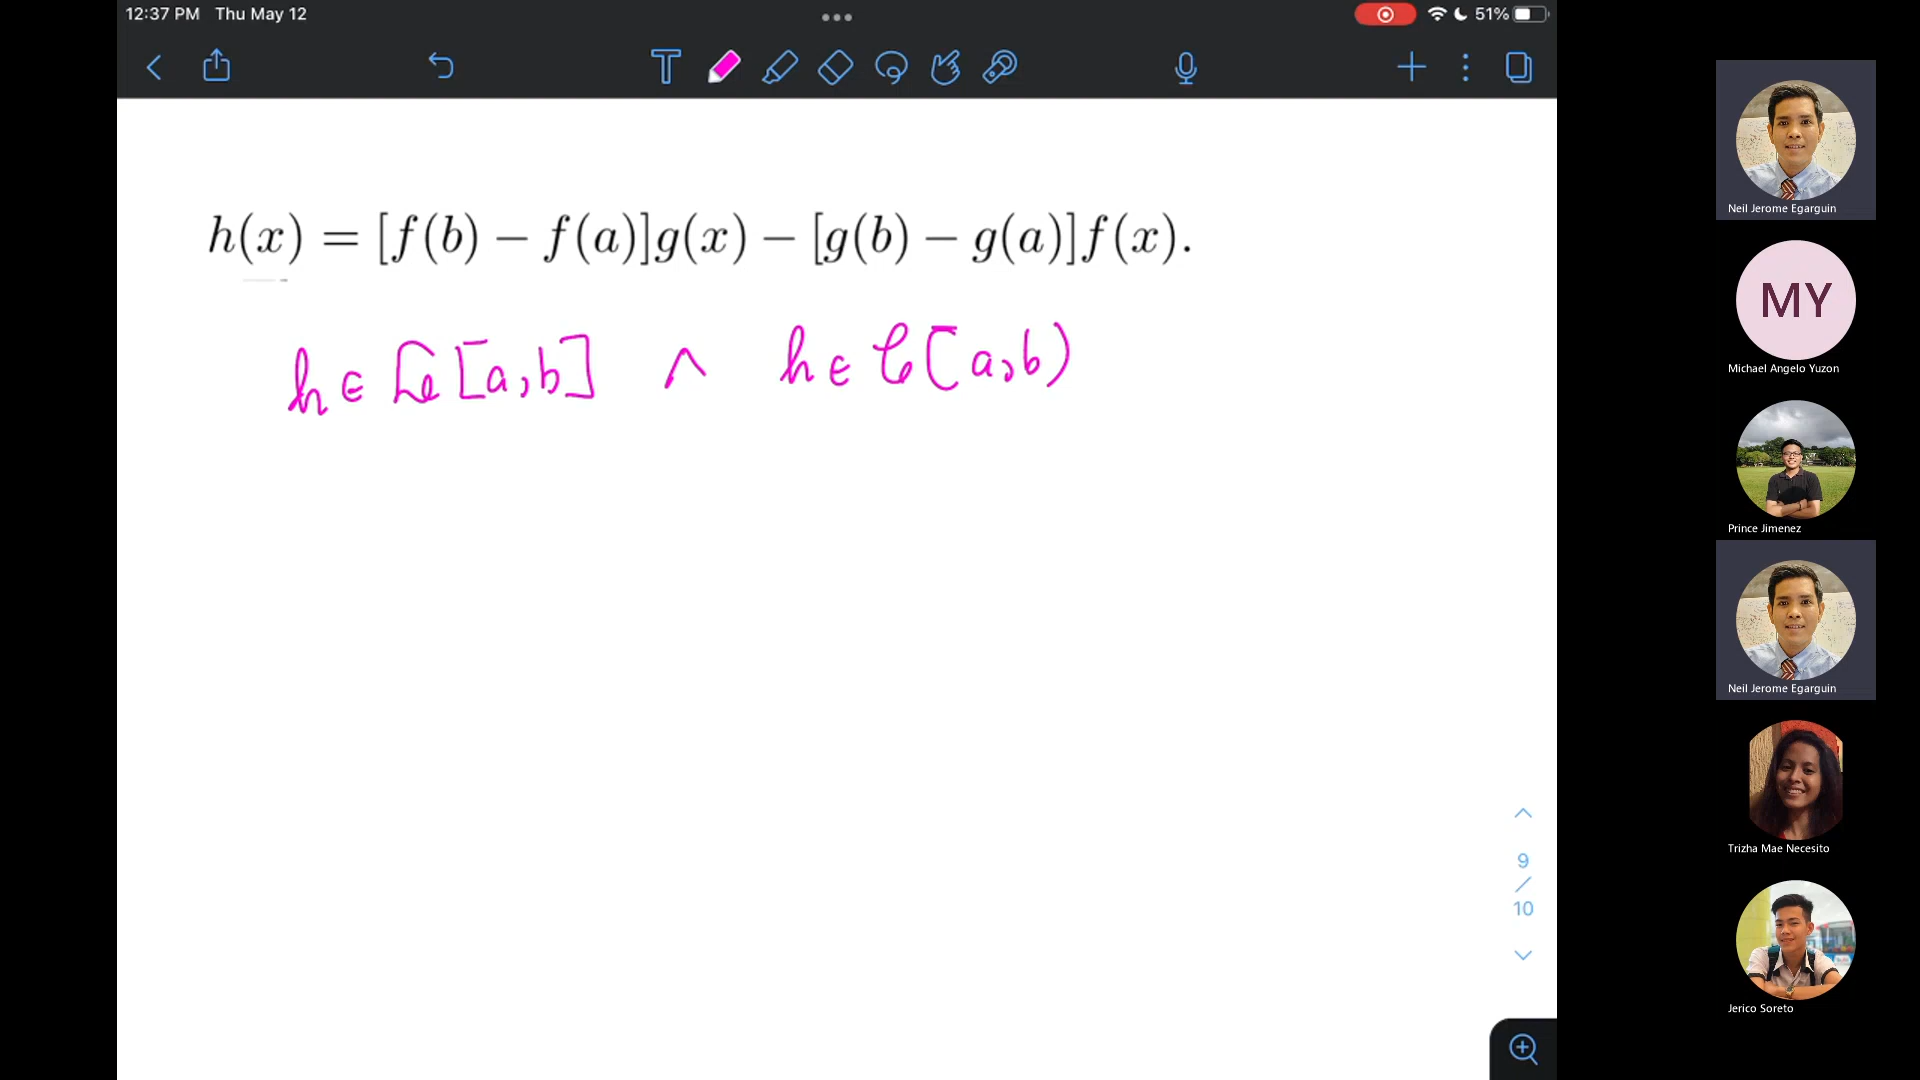 12:37 PM Thu May 12
51%
h(x) = [f(b) − f(a)]g(x) − [g(b) − g(a)]f(x).
h ∈ [a,b] ∧ h ∈ 𝒞(a,b)
9
/
10
Neil Jerome Egarguin
MY
Michael Angelo Yuzon
Prince Jimenez
Neil Jerome Egarguin
Trizha Mae Necesito
Jerico Soreto